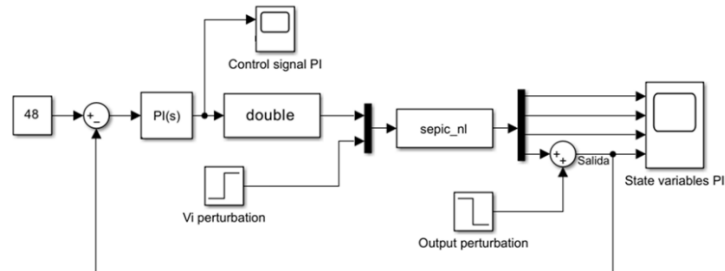 Control signal PI
48
+
−
PI(s)
double
sepic_nl
+
+
Salida
State variables PI
Vi perturbation
Output perturbation